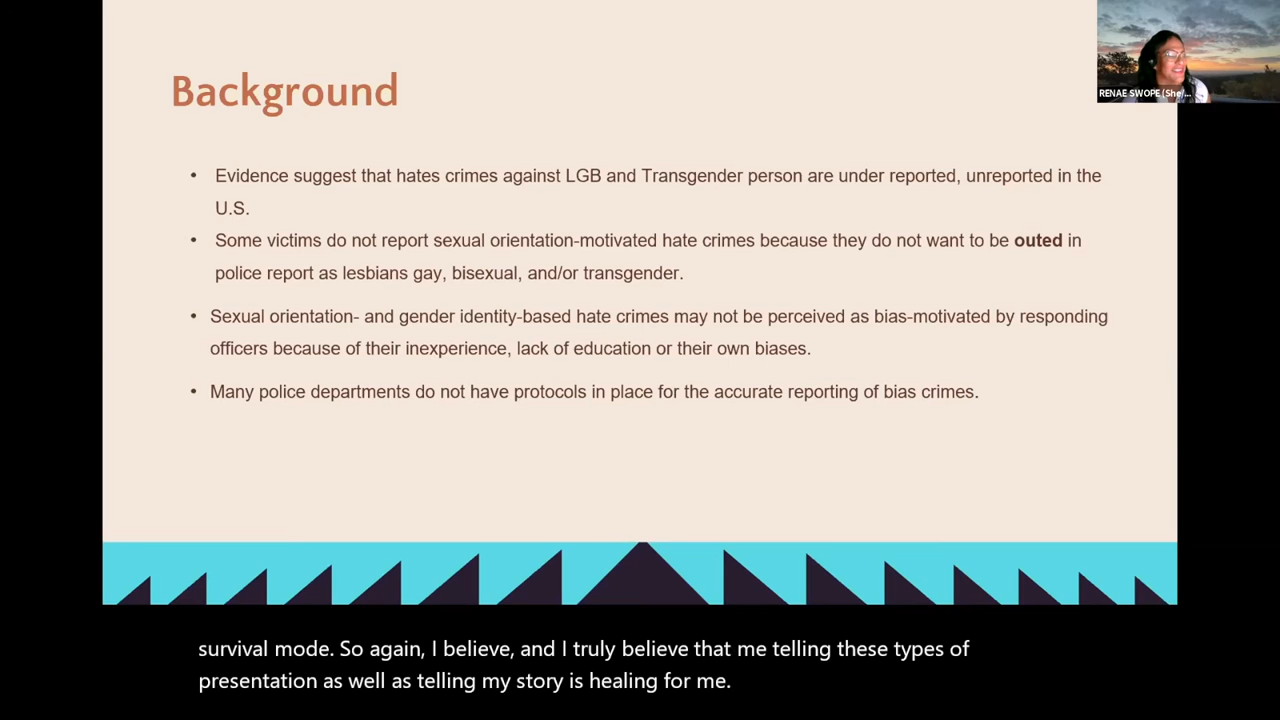 Background
RENAE SWOPE (She/...
• Evidence suggest that hates crimes against LGB and Transgender person are under reported, unreported in the
U.S.
• Some victims do not report sexual orientation-motivated hate crimes because they do not want to be outed in
police report as lesbians gay, bisexual, and/or transgender.
• Sexual orientation- and gender identity-based hate crimes may not be perceived as bias-motivated by responding
officers because of their inexperience, lack of education or their own biases.
• Many police departments do not have protocols in place for the accurate reporting of bias crimes.
survival mode. So again, I believe, and I truly believe that me telling these types of
presentation as well as telling my story is healing for me.